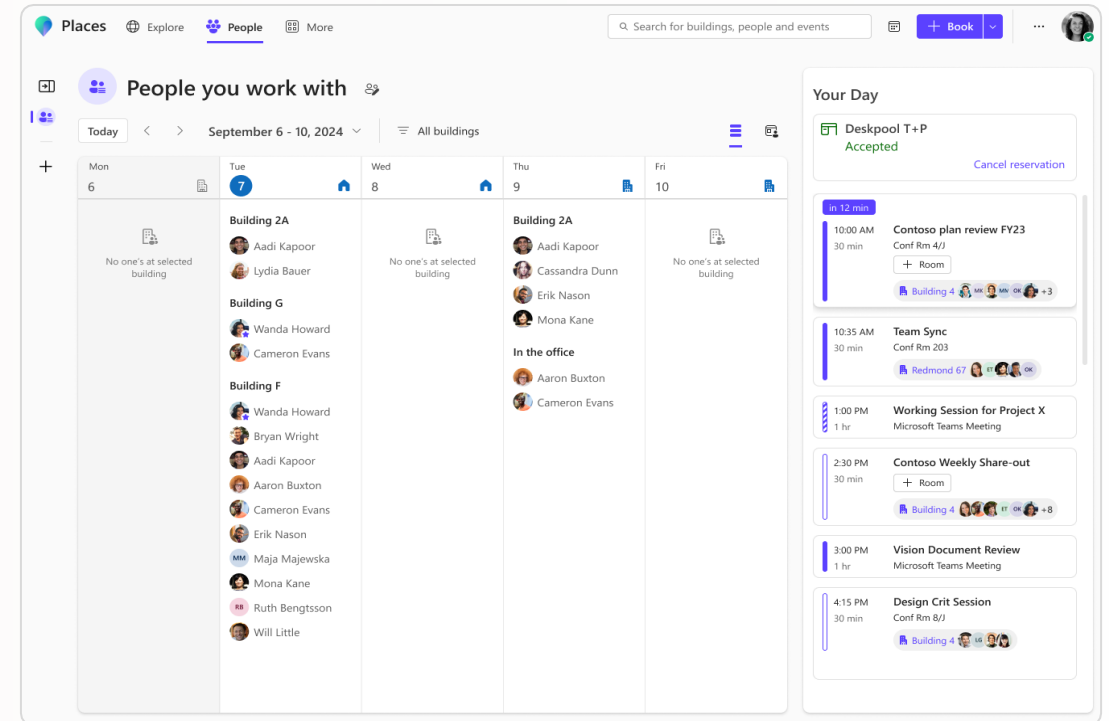 Places
Explore
People
More
Search for buildings, people and events
Book
People you work with
Today
September 6 - 10, 2024
All buildings
Mon
6
No one's at selected
building
Tue
7
Building 2A
Aadi Kapoor
Lydia Bauer
Building G
Wanda Howard
Cameron Evans
Building F
Wanda Howard
Bryan Wright
Aadi Kapoor
Aaron Buxton
Cameron Evans
Erik Nason
MM Maja Majewska
Mona Kane
RB Ruth Bengtsson
Will Little
Wed
8
No one's at selected
building
Thu
9
Building 2A
Aadi Kapoor
Cassandra Dunn
Erik Nason
Mona Kane
In the office
Aaron Buxton
Cameron Evans
Fri
10
No one's at selected
building
Your Day
Deskpool T+P
Accepted
Cancel reservation
in 12 min
10:00 AM Contoso plan review FY23
30 min Conf Rm 4/J
+ Room
Building 4 MK MN OK +3
10:35 AM Team Sync
30 min Conf Rm 203
Redmond 67 ET OK
1:00 PM Working Session for Project X
1 hr Microsoft Teams Meeting
2:30 PM Contoso Weekly Share-out
30 min
+ Room
Building 4 ET OK +8
3:00 PM Vision Document Review
1 hr Microsoft Teams Meeting
4:15 PM Design Crit Session
30 min Conf Rm 8/J
Building 4 LG